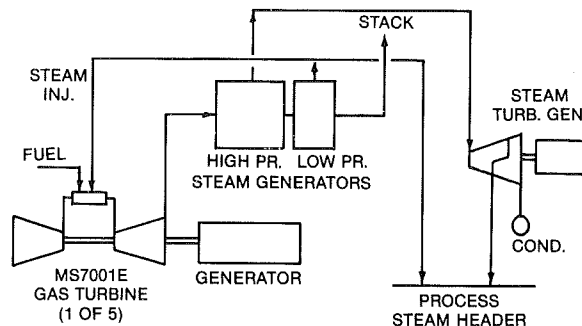 STACK
STEAM
INJ.
STEAM
TURB. GEN
FUEL
HIGH PR. LOW PR.
STEAM GENERATORS
COND.
GENERATOR
MS7001E
GAS TURBINE
(1 OF 5)
PROCESS
STEAM HEADER